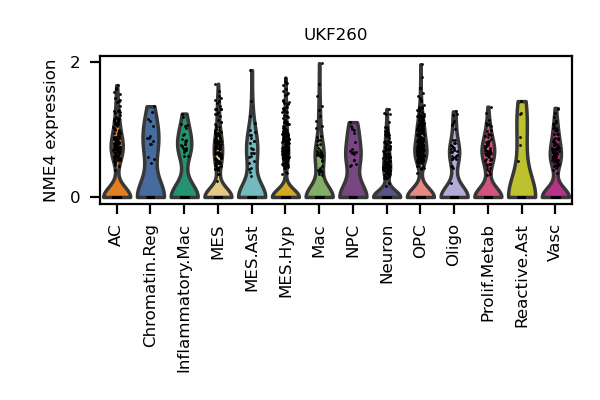 UKF260
NME4 expression
2
0
AC
Chromatin.Reg
Inflammatory.Mac
MES
MES.Ast
MES.Hyp
Mac
NPC
Neuron
OPC
Oligo
Prolif.Metab
Reactive.Ast
Vasc